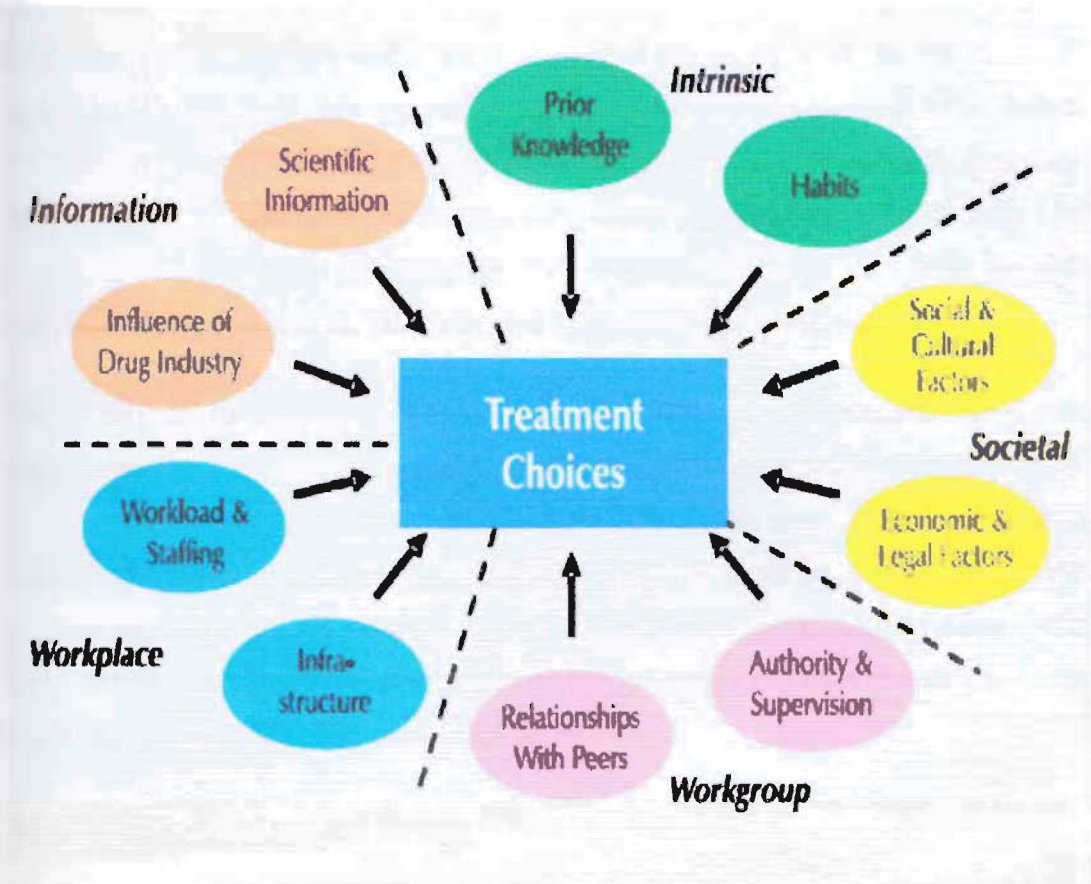 Intrinsic
Prior
Knowledge
Habits
Scientific
Information
Information
Influence of
Drug Industry
Social &
Cultural
Factors
Treatment
Choices
Societal
Workload &
Staffing
Economic &
Legal Factors
Workplace
Infra-
structure
Authority &
Supervision
Relationships
With Peers
Workgroup